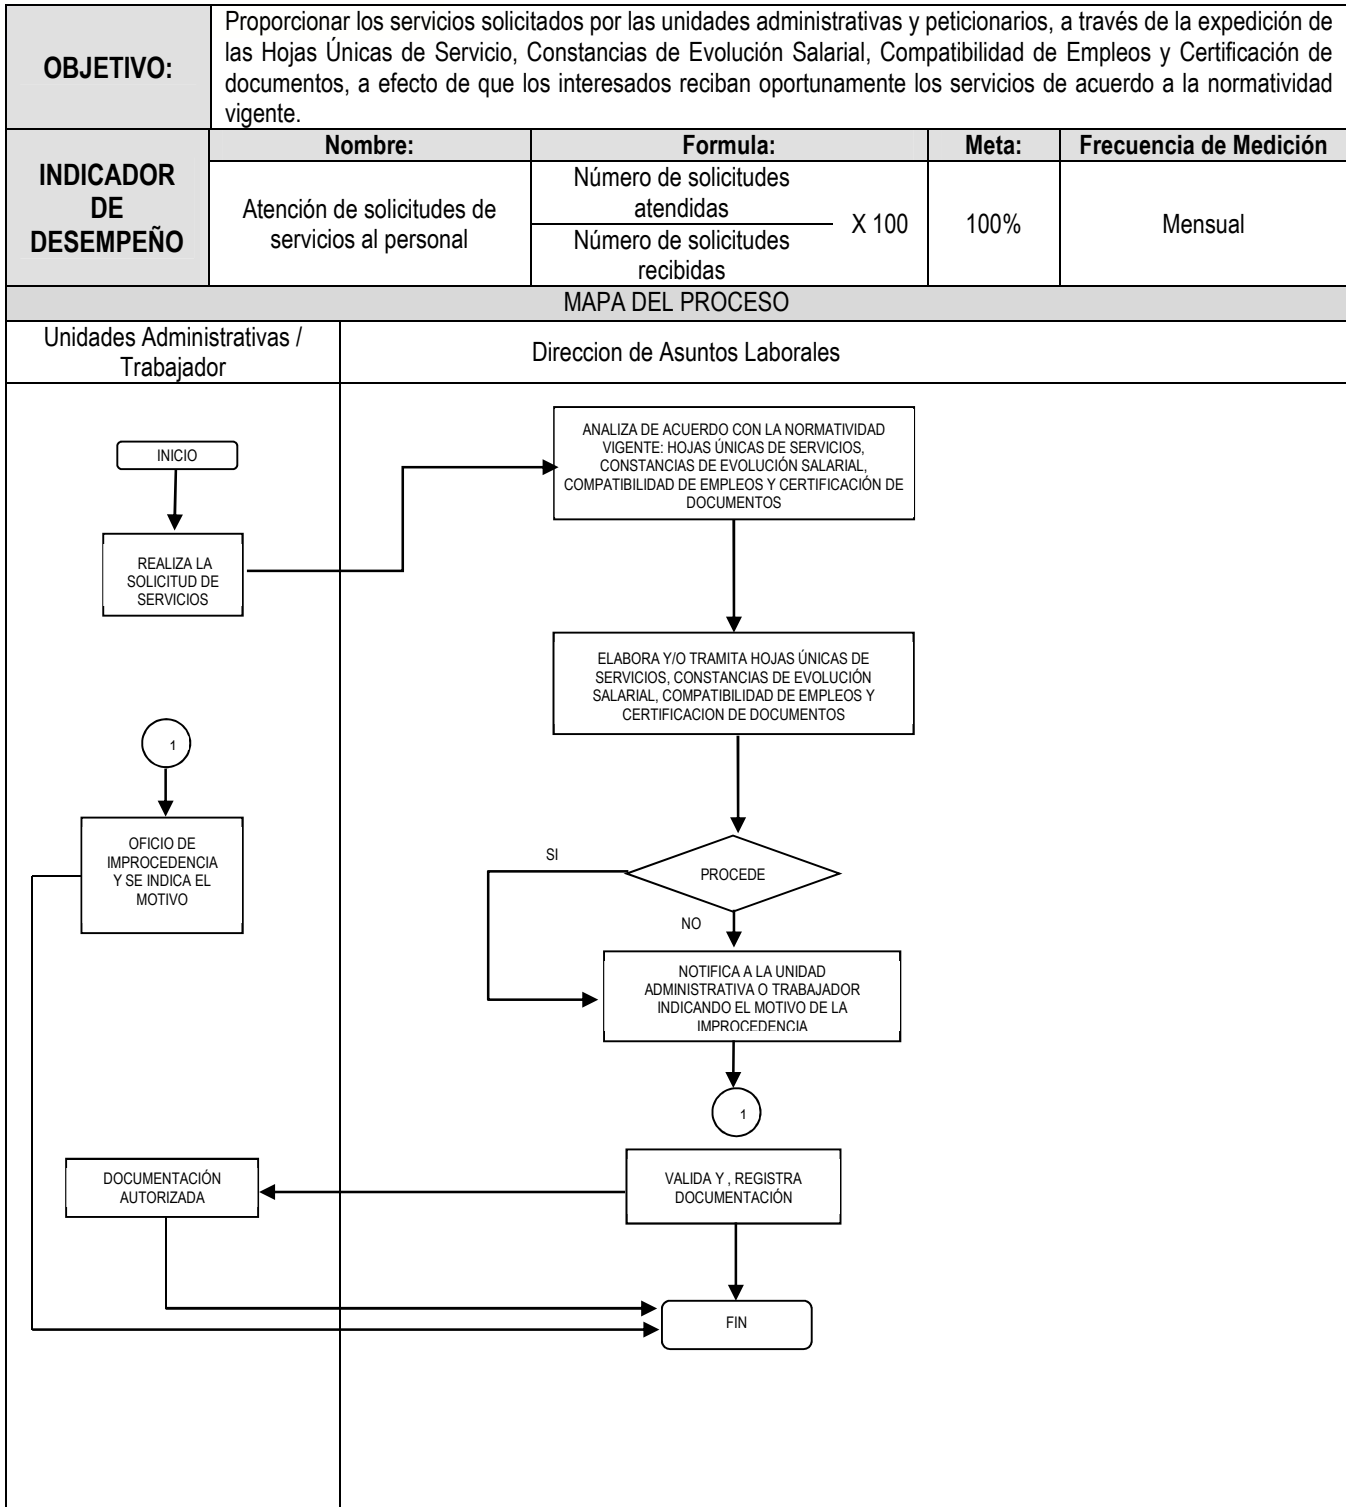 OBJETIVO:
Proporcionar los servicios solicitados por las unidades administrativas y peticionarios, a través de la expedición de
las Hojas Únicas de Servicio, Constancias de Evolución Salarial, Compatibilidad de Empleos y Certificación de
documentos, a efecto de que los interesados reciban oportunamente los servicios de acuerdo a la normatividad
vigente.
INDICADOR
DE
DESEMPEÑO
Nombre:
Formula:
Meta:
Frecuencia de Medición
Atención de solicitudes de
servicios al personal
Número de solicitudes
atendidas
Número de solicitudes
recibidas
X 100
100%
Mensual
MAPA DEL PROCESO
Unidades Administrativas /
Trabajador
Direccion de Asuntos Laborales
INICIO
REALIZA LA
SOLICITUD DE
SERVICIOS
ANALIZA DE ACUERDO CON LA NORMATIVIDAD
VIGENTE: HOJAS ÚNICAS DE SERVICIOS,
CONSTANCIAS DE EVOLUCIÓN SALARIAL,
COMPATIBILIDAD DE EMPLEOS Y CERTIFICACIÓN DE
DOCUMENTOS
ELABORA Y/O TRAMITA HOJAS ÚNICAS DE
SERVICIOS, CONSTANCIAS DE EVOLUCIÓN
SALARIAL, COMPATIBILIDAD DE EMPLEOS Y
CERTIFICACION DE DOCUMENTOS
1
OFICIO DE
IMPROCEDENCIA
Y SE INDICA EL
MOTIVO
SI
PROCEDE
NO
NOTIFICA A LA UNIDAD
ADMINISTRATIVA O TRABAJADOR
INDICANDO EL MOTIVO DE LA
IMPROCEDENCIA
1
DOCUMENTACIÓN
AUTORIZADA
VALIDA Y , REGISTRA
DOCUMENTACIÓN
FIN